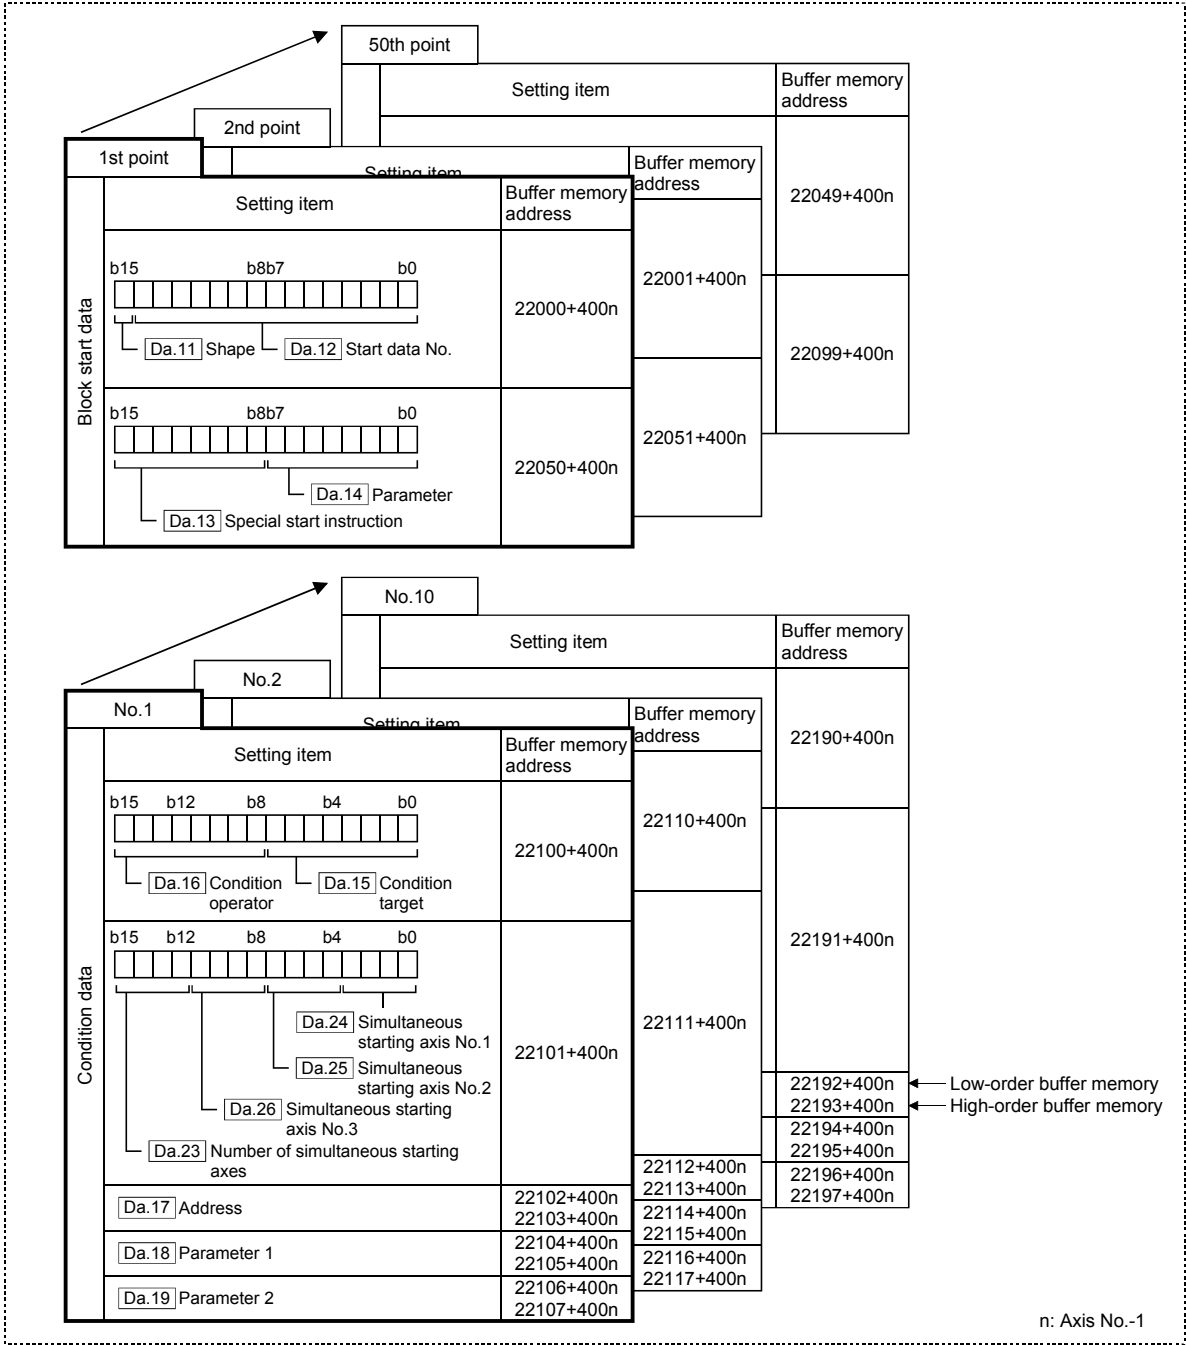 50th point
Setting item
Buffer memory
address
22049+400n
22099+400n
2nd point
Setting item
Buffer memory
address
22001+400n
22051+400n
1st point
Block start data
Setting item
Buffer memory
address
b15 b8b7 b0
Da.11 Shape
Da.12 Start data No.
22000+400n
b15 b8b7 b0
Da.14 Parameter
Da.13 Special start instruction
22050+400n
No.10
Setting item
Buffer memory
address
22190+400n
22191+400n
22192+400n
Low-order buffer memory
22193+400n
High-order buffer memory
22194+400n
22195+400n
22196+400n
22197+400n
No.2
Setting item
Buffer memory
address
22110+400n
22111+400n
22112+400n
22113+400n
22114+400n
22115+400n
22116+400n
22117+400n
No.1
Condition data
Setting item
Buffer memory
address
b15 b12 b8 b4 b0
Da.16 Condition
operator
Da.15 Condition
target
22100+400n
b15 b12 b8 b4 b0
Da.24 Simultaneous
starting axis No.1
Da.25 Simultaneous
starting axis No.2
Da.26 Simultaneous starting
axis No.3
Da.23 Number of simultaneous starting
axes
22101+400n
Da.17 Address
22102+400n
22103+400n
Da.18 Parameter 1
22104+400n
22105+400n
Da.19 Parameter 2
22106+400n
22107+400n
n: Axis No.-1